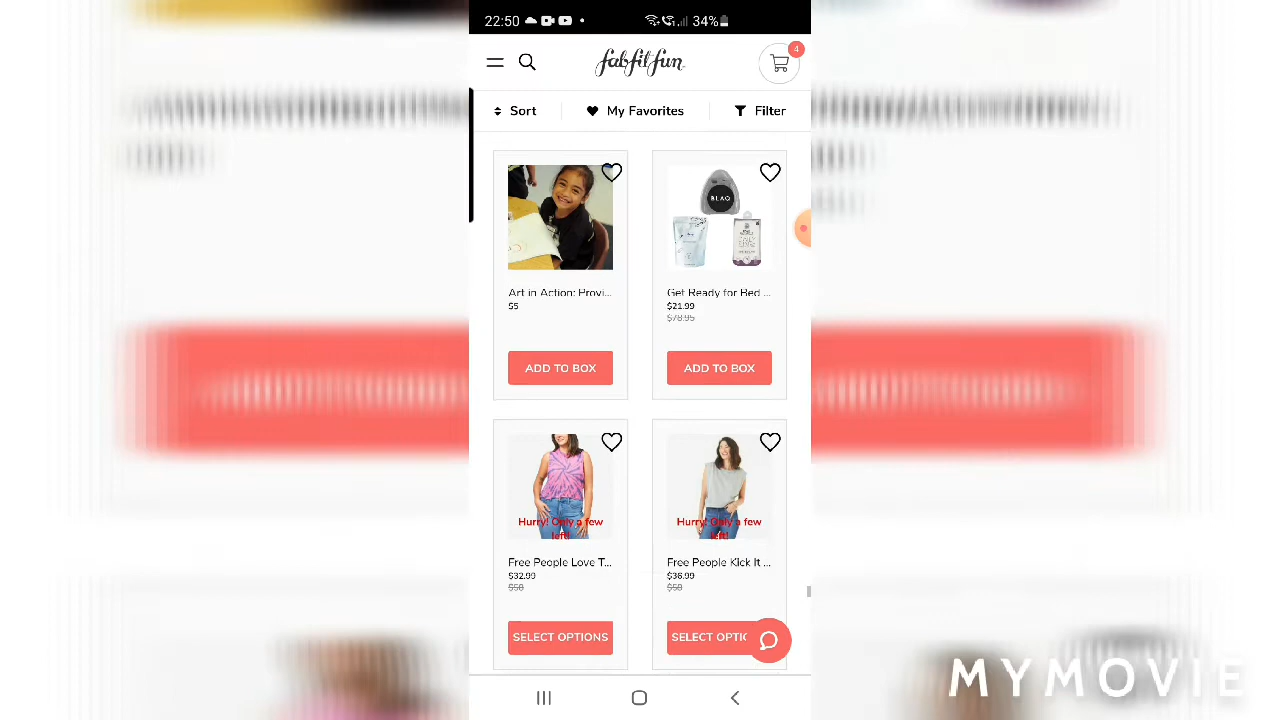 22:50 34%
fabfitfun
4
Sort My Favorites Filter
BLAQ
Art in Action: Provi... Get Ready for Bed ...
$5 $21.99
$78.95
ADD TO BOX ADD TO BOX
Hurry! Only a few left! Hurry! Only a few left!
Free People Love T... Free People Kick It ...
$32.99 $36.99
$58 $58
SELECT OPTIONS SELECT OPTIO
MYMOVIE